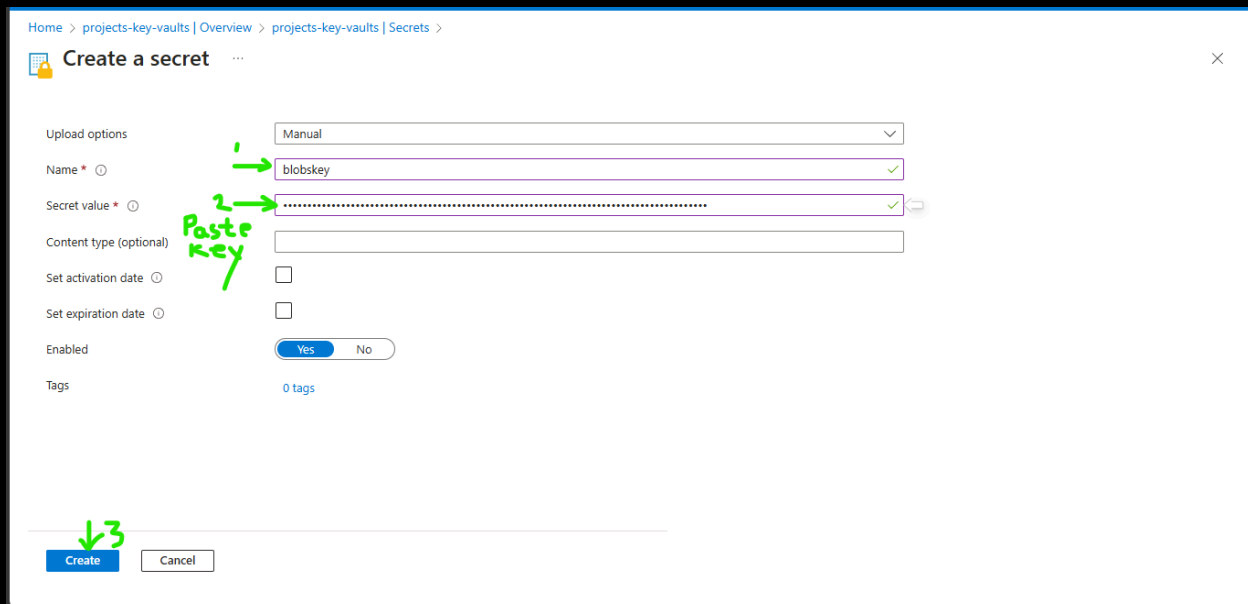 Home > projects-key-vaults | Overview > projects-key-vaults | Secrets >
Create a secret ...
Upload options Manual
1
Name * blobskey
2
Secret value * ••••••••••••••••••••••••••••••••••••••••••••••••••••••••••••••••••••••••••••••••••••••••
Paste
Key
Content type (optional)
Set activation date
Set expiration date
Enabled Yes No
Tags 0 tags
3
Create Cancel